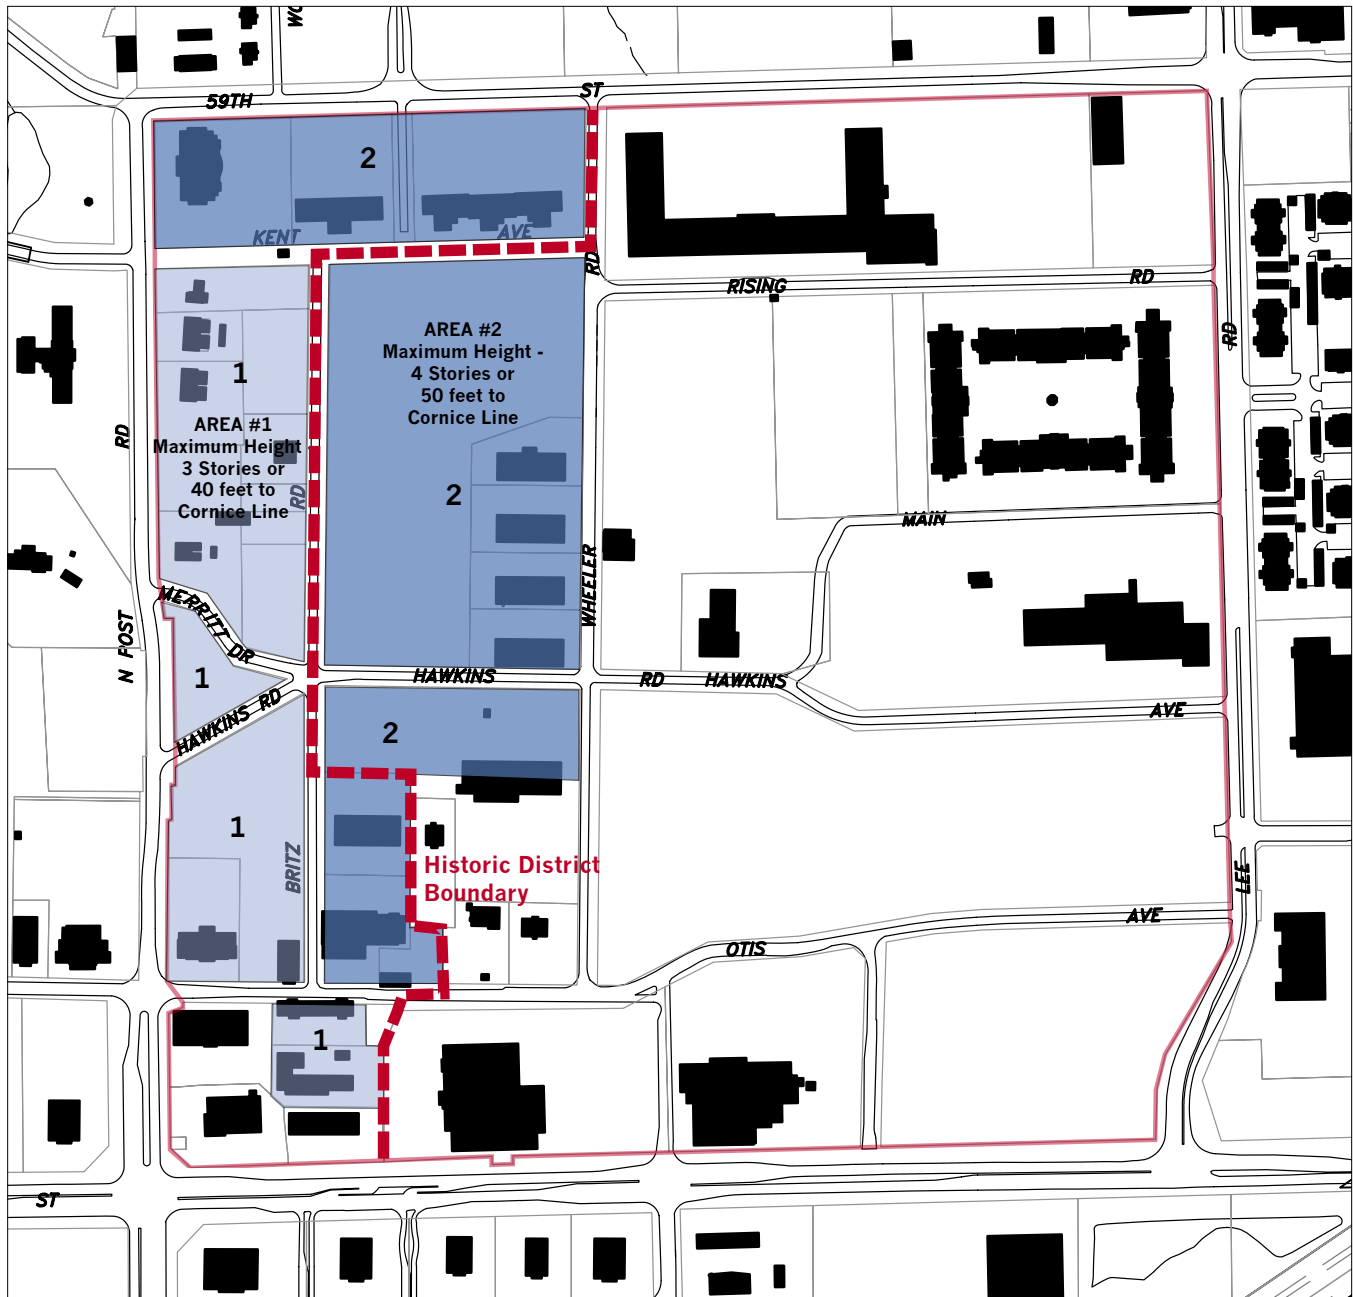 WO
59TH
ST
2
KENT
AVE
RD
RISING
RD
RD
AREA #2
Maximum Height -
4 Stories or
50 feet to
Cornice Line
1
AREA #1
Maximum Height -
3 Stories or
40 feet to
Cornice Line
RD
RD
2
MAIN
WHEELER
MERRITT DR
N POST
1
HAWKINS
RD
HAWKINS
HAWKINS RD
AVE
2
1
BRITZ
Historic District
Boundary
LEE
AVE
OTIS
1
ST